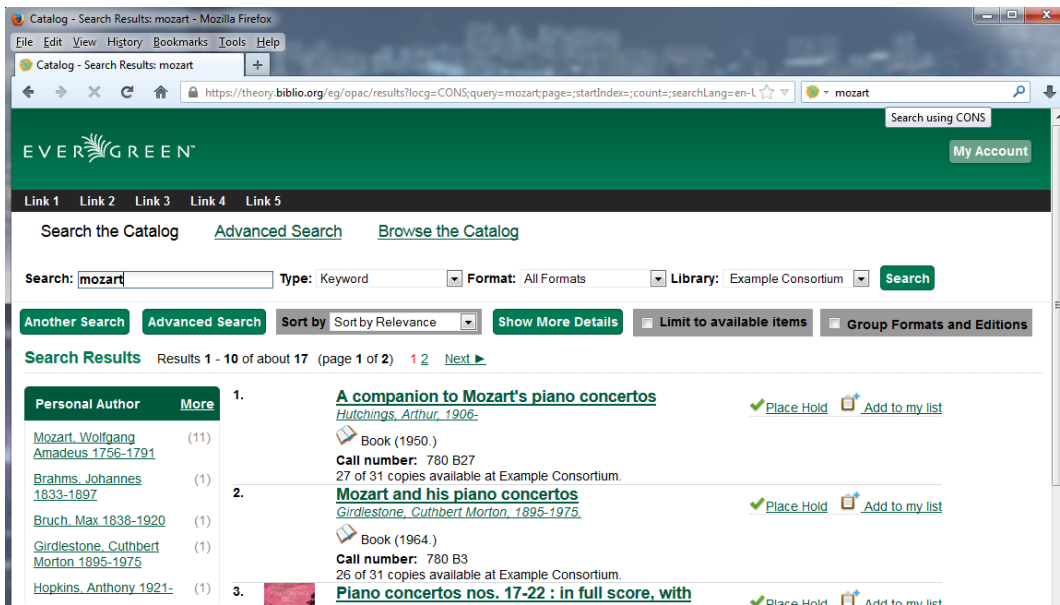 Catalog - Search Results: mozart - Mozilla Firefox
File Edit View History Bookmarks Tools Help
Catalog - Search Results: mozart +
https://theory.biblio.org/eg/opac/results?locg=CONS;query=mozart;page=;startIndex=;count=;searchLang=en-U mozart
Search using CONS
EVERGREEN
My Account
Link 1 Link 2 Link 3 Link 4 Link 5
Search the Catalog Advanced Search Browse the Catalog
Search: mozart Type: Keyword Format: All Formats Library: Example Consortium Search
Another Search Advanced Search Sort by Sort by Relevance Show More Details Limit to available items Group Formats and Editions
Search Results Results 1 - 10 of about 17 (page 1 of 2) 1 2 Next ►
Personal Author More
Mozart, Wolfgang (11)
Amadeus 1756-1791
Brahms, Johannes (1)
1833-1897
Bruch, Max 1838-1920 (1)
Girdlestone, Cuthbert (1)
Morton 1895-1975
Hopkins, Anthony 1921- (1)
1. A companion to Mozart's piano concertos
Hutchings, Arthur, 1906-
Place Hold Add to my list
Book (1950.)
Call number: 780 B27
27 of 31 copies available at Example Consortium.
2. Mozart and his piano concertos
Girdlestone, Cuthbert Morton, 1895-1975.
Place Hold Add to my list
Book (1964.)
Call number: 780 B3
26 of 31 copies available at Example Consortium.
3. Piano concertos nos. 17-22 : in full score, with
Place Hold Add to my list